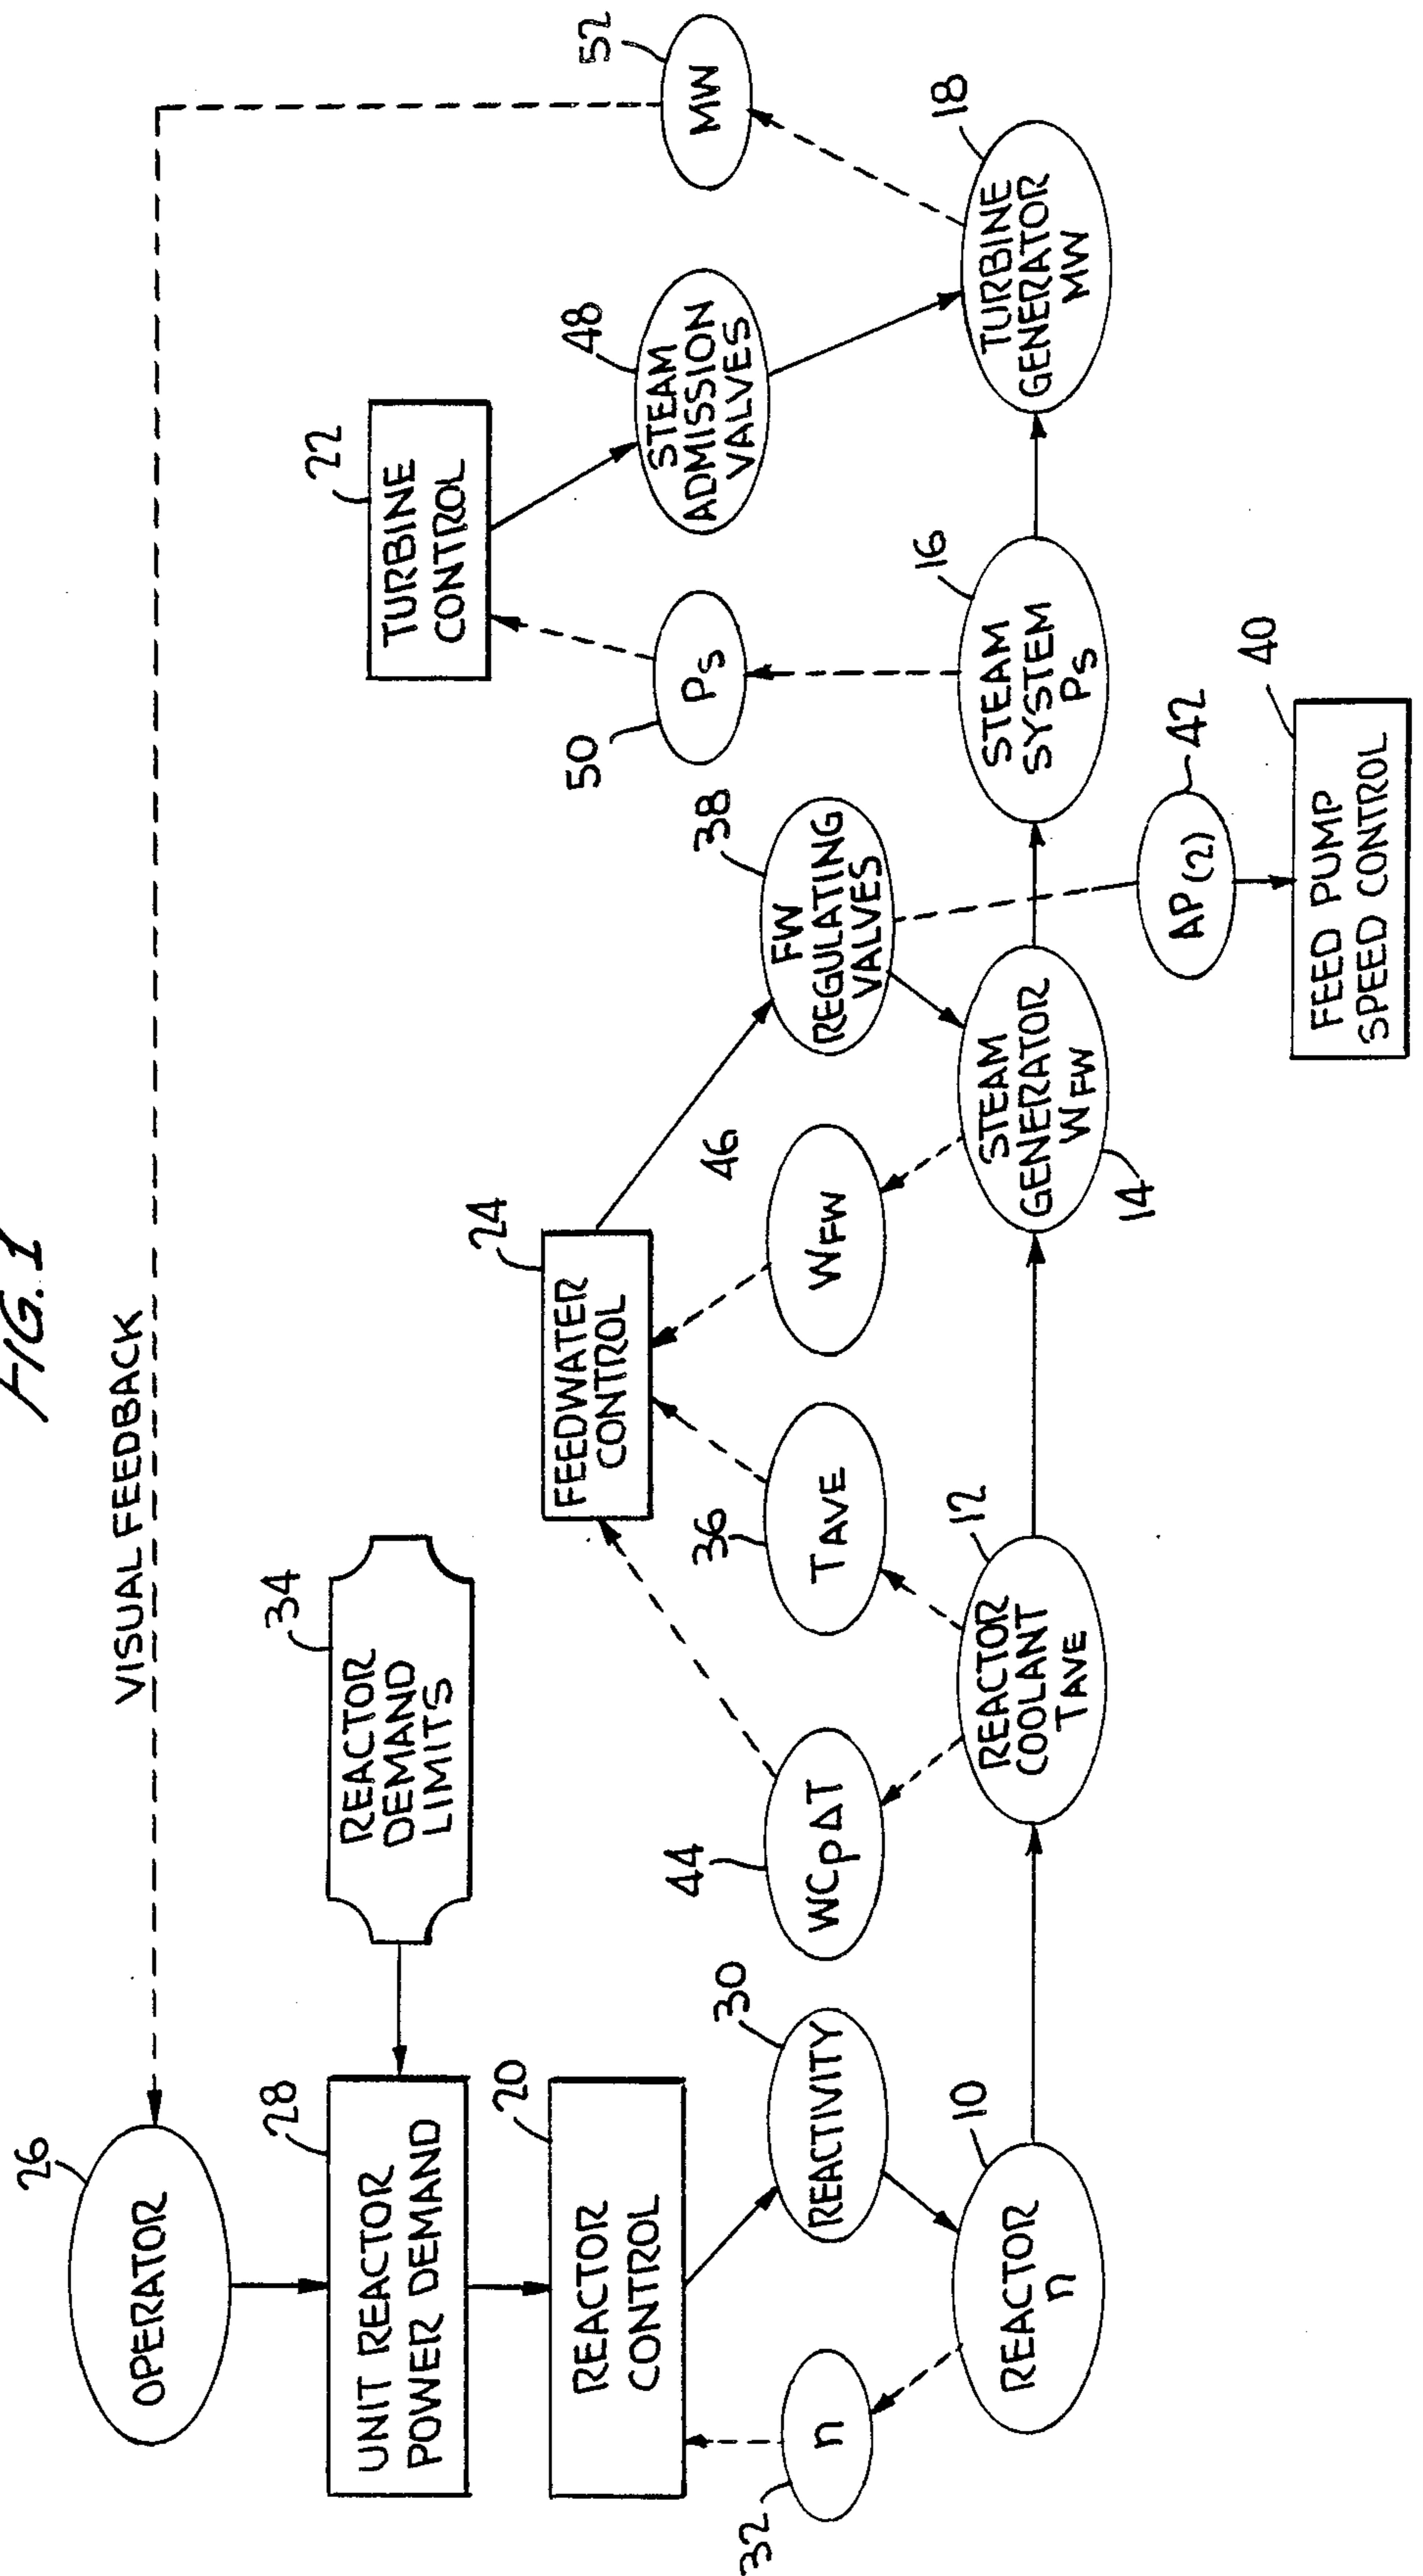 FIG. 1
VISUAL FEEDBACK
26
OPERATOR
28
UNIT REACTOR
POWER DEMAND
34
REACTOR
DEMAND
LIMITS
20
REACTOR
CONTROL
24
FEEDWATER
CONTROL
22
TURBINE
CONTROL
52
MW
32
n
30
REACTIVITY
44
WCpΔT
36
TAVE
46
WFW
38
FW
REGULATING
VALVES
50
PS
48
STEAM
ADMISSION
VALVES
10
REACTOR
n
12
REACTOR
COOLANT
TAVE
14
STEAM
GENERATOR
WFW
16
STEAM
SYSTEM
PS
18
TURBINE
GENERATOR
MW
42
AP(2)
40
FEED PUMP
SPEED CONTROL